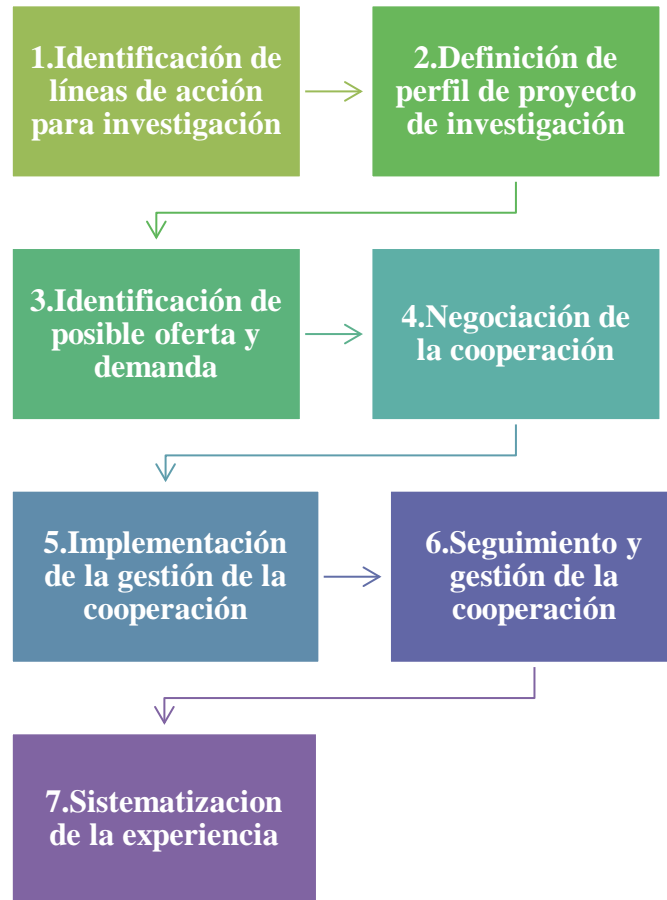 1.Identificación de
líneas de acción
para investigación
2.Definición de
perfil de proyecto
de investigación
3.Identificación de
posible oferta y
demanda
4.Negociación de
la cooperación
5.Implementación
de la gestión de la
cooperación
6.Seguimiento y
gestión de la
cooperación
7.Sistematizacion
de la experiencia